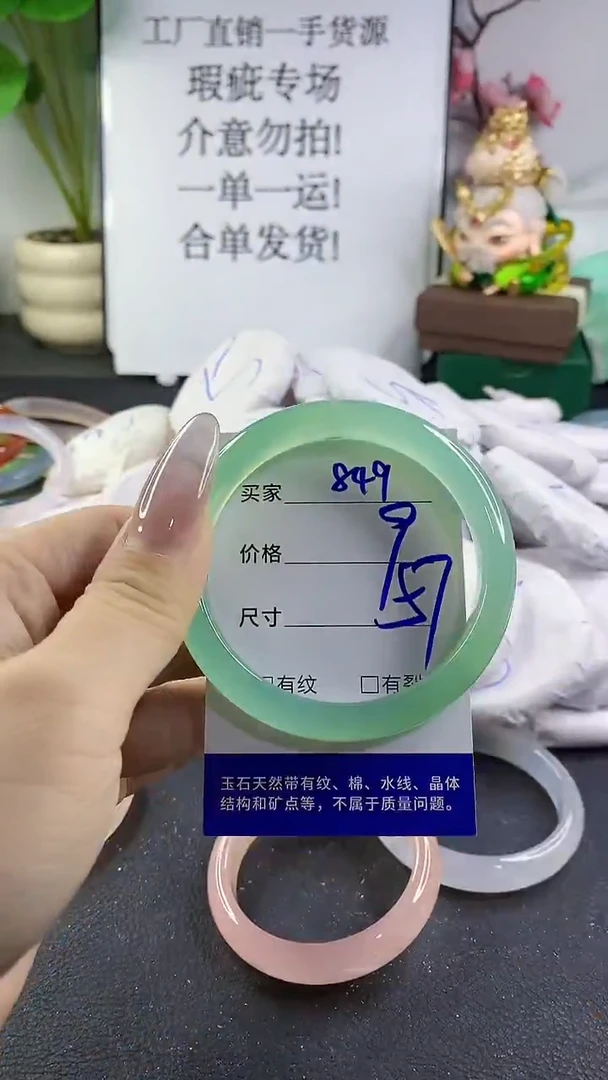 工厂直销一手货源
瑕疵专场
介意勿拍!
一单一运!
合单发货!
买家 849
价格 9
尺寸 57
□有纹 □有裂
玉石天然带有纹、棉、水线、晶体
结构和矿点等，不属于质量问题。